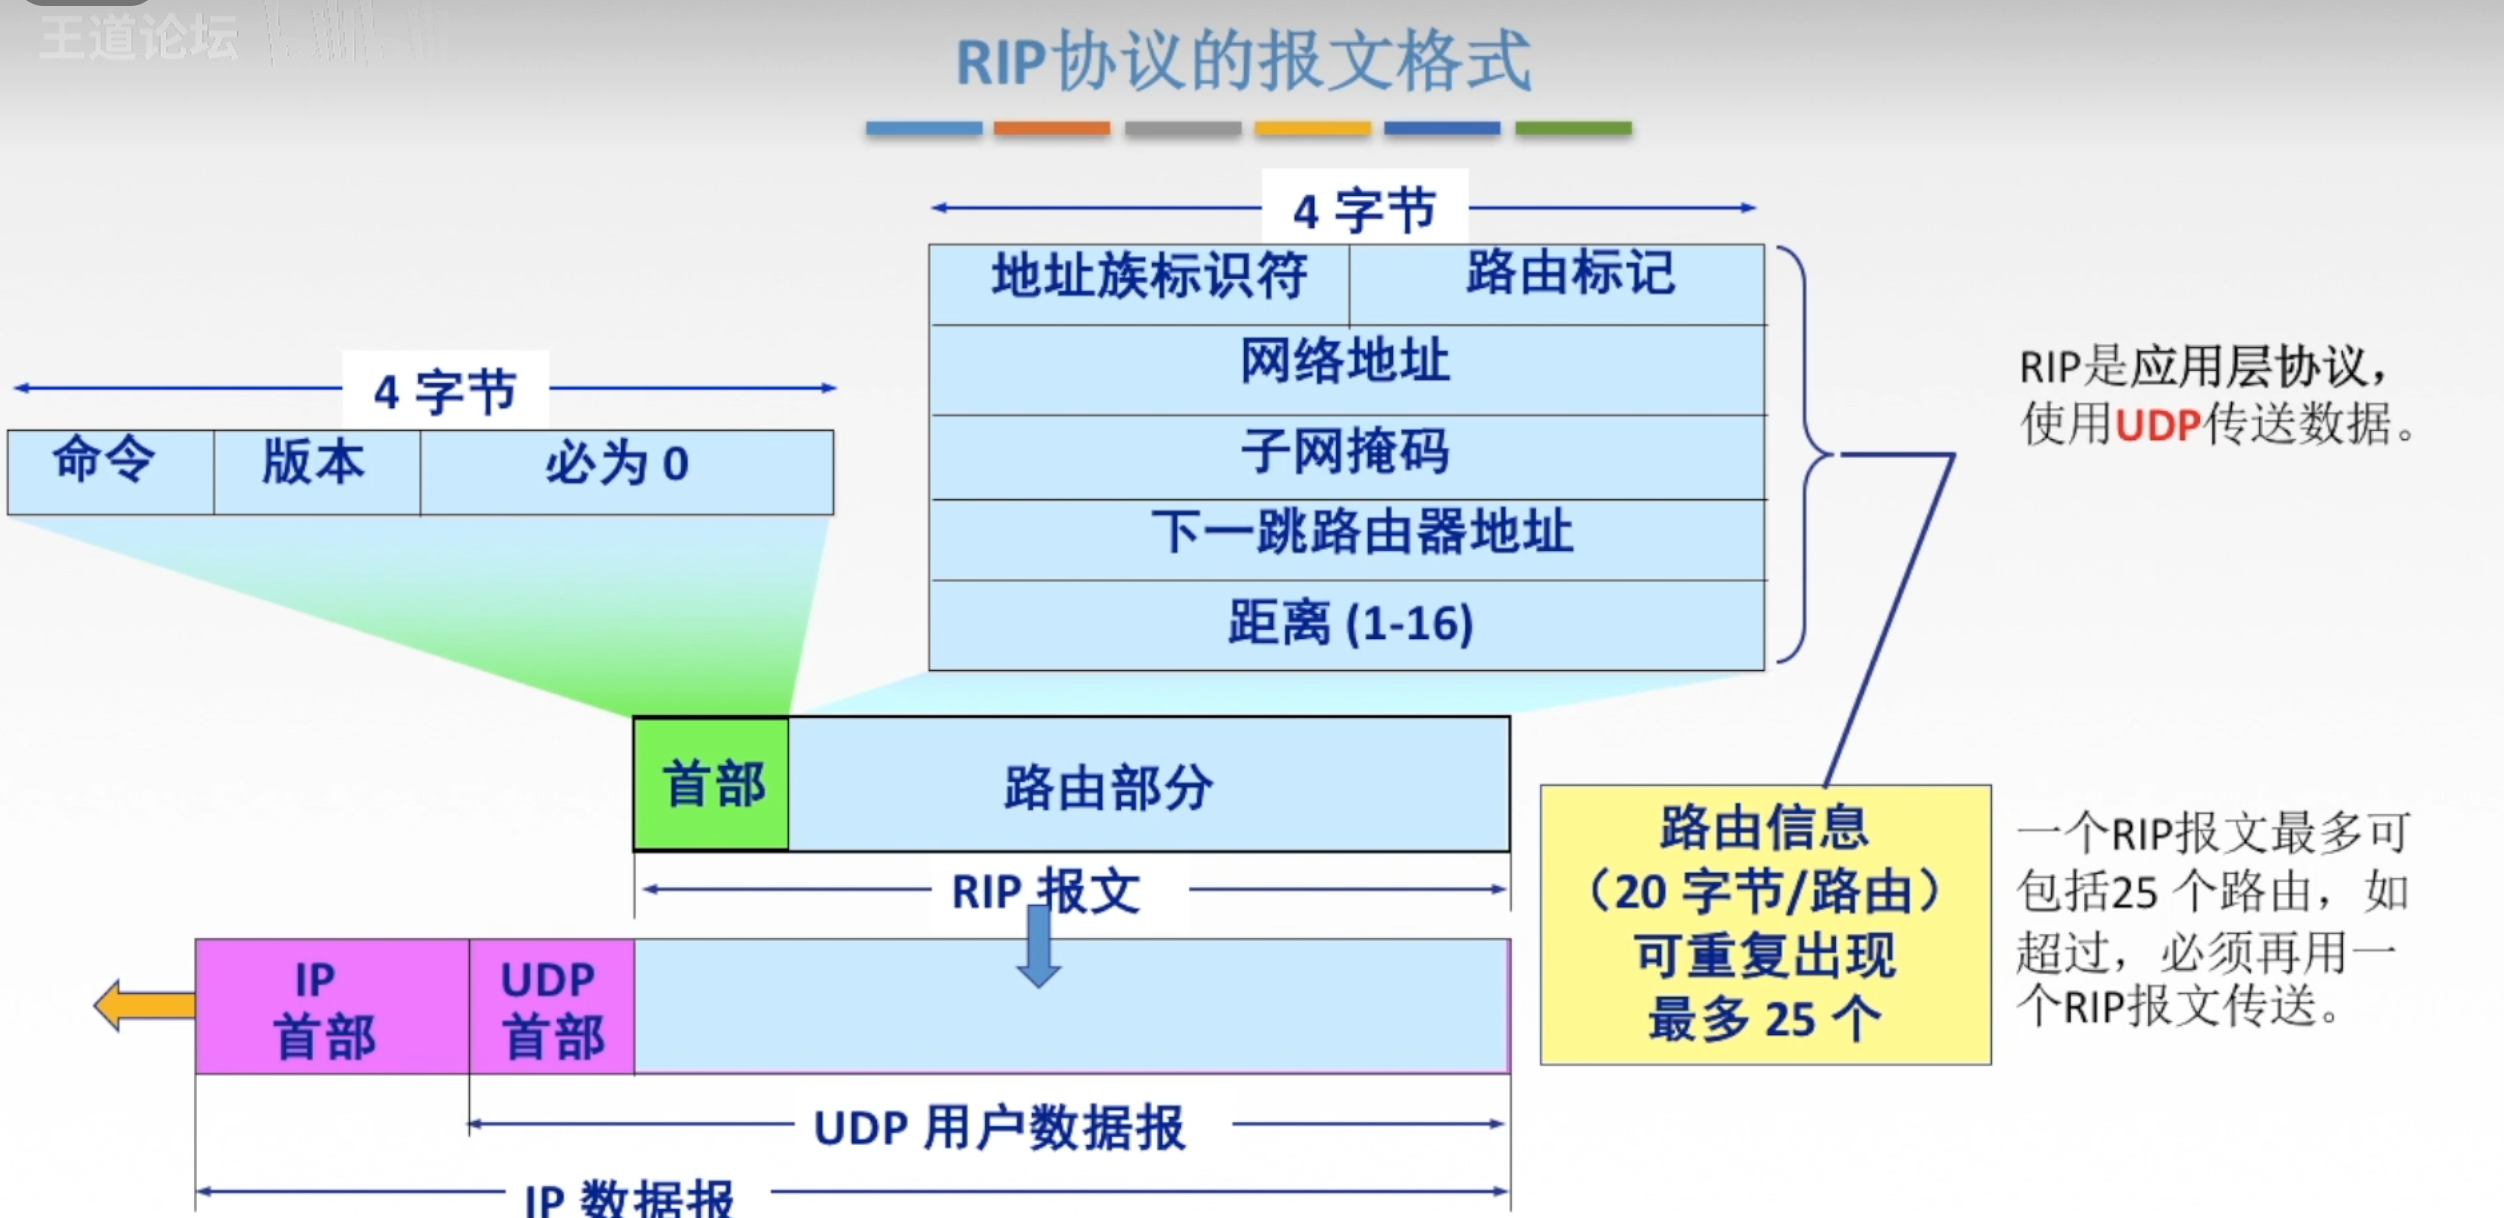 王道论坛
RIP协议的报文格式
4 字节
地址族标识符 路由标记
网络地址
子网掩码
下一跳路由器地址
距离 (1-16)
4 字节
命令 版本 必为 0
RIP是应用层协议，
使用UDP传送数据。
首部 路由部分
RIP 报文
IP
首部
UDP
首部
UDP 用户数据报
IP 数据报
路由信息
（20 字节/路由）
可重复出现
最多 25 个
一个RIP报文最多可
包括25 个路由，如
超过，必须再用一
个RIP报文传送。